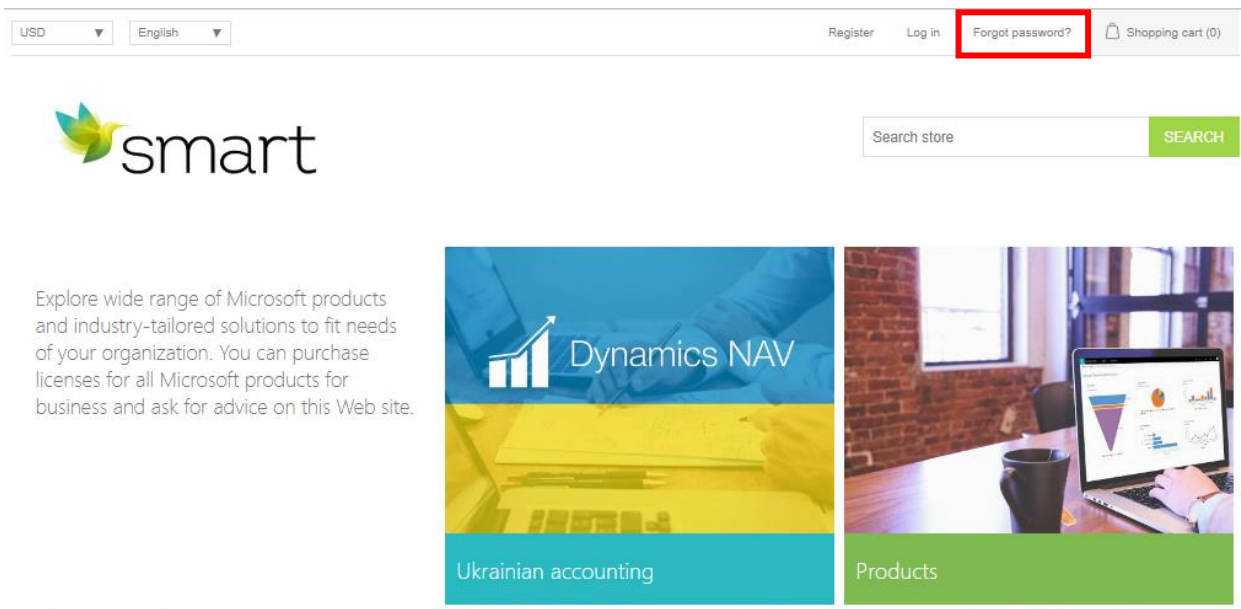 USD English Register Log in Forgot password? Shopping cart (0)
smart
Search store SEARCH
Explore wide range of Microsoft products
and industry-tailored solutions to fit needs
of your organization. You can purchase
licenses for all Microsoft products for
business and ask for advice on this Web site.
Dynamics NAV
Ukrainian accounting
Products